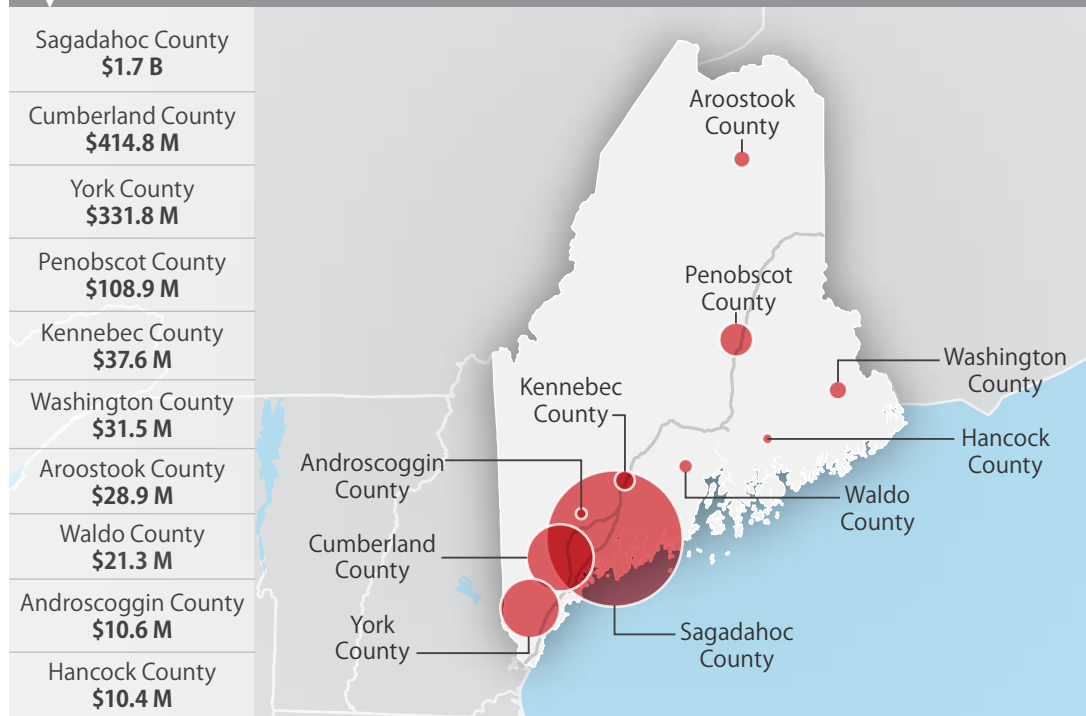 Sagadahoc County
$1.7 B
Cumberland County
$414.8 M
York County
$331.8 M
Penobscot County
$108.9 M
Kennebec County
$37.6 M
Washington County
$31.5 M
Aroostook County
$28.9 M
Waldo County
$21.3 M
Androscoggin County
$10.6 M
Hancock County
$10.4 M
Aroostook
County
Penobscot
County
Washington
County
Kennebec
County
Hancock
County
Androscoggin
County
Waldo
County
Cumberland
County
York
County
Sagadahoc
County